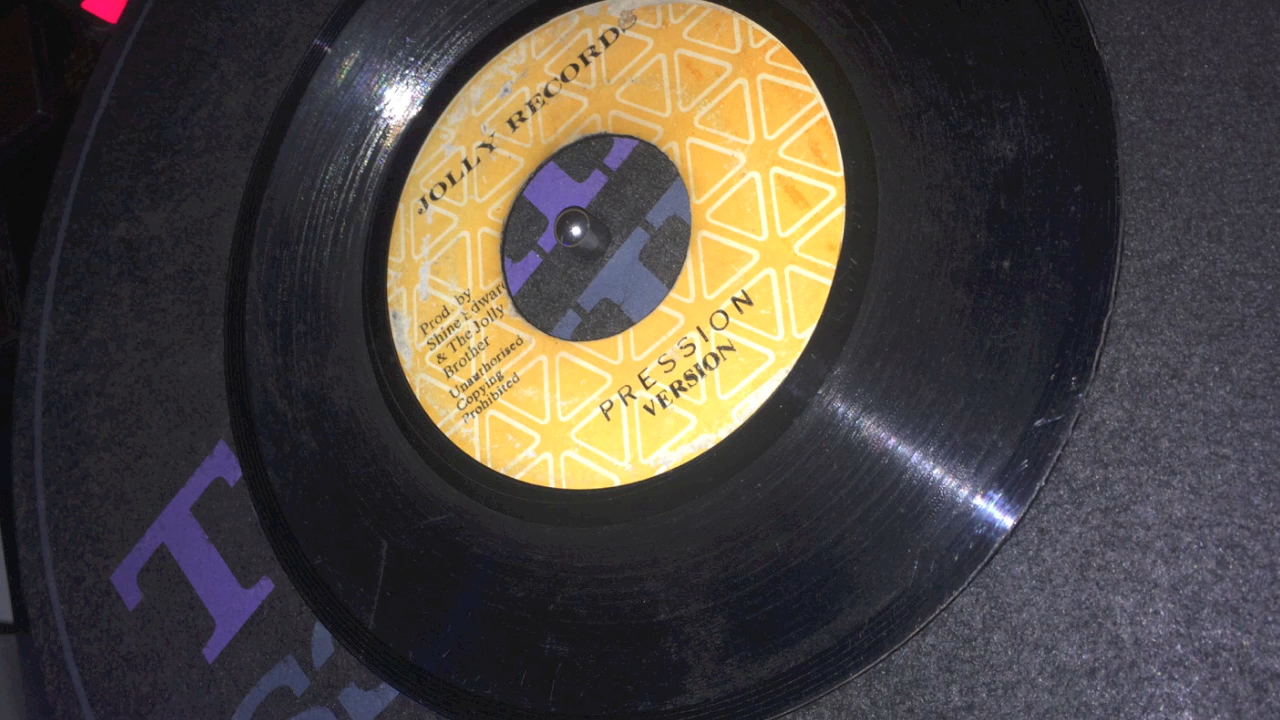 JOLLY RECORDS
Prod. by
Shine Edward
& The Jolly
Brother
Unauthorised
Copying
Prohibited
PRESSION
VERSION
T